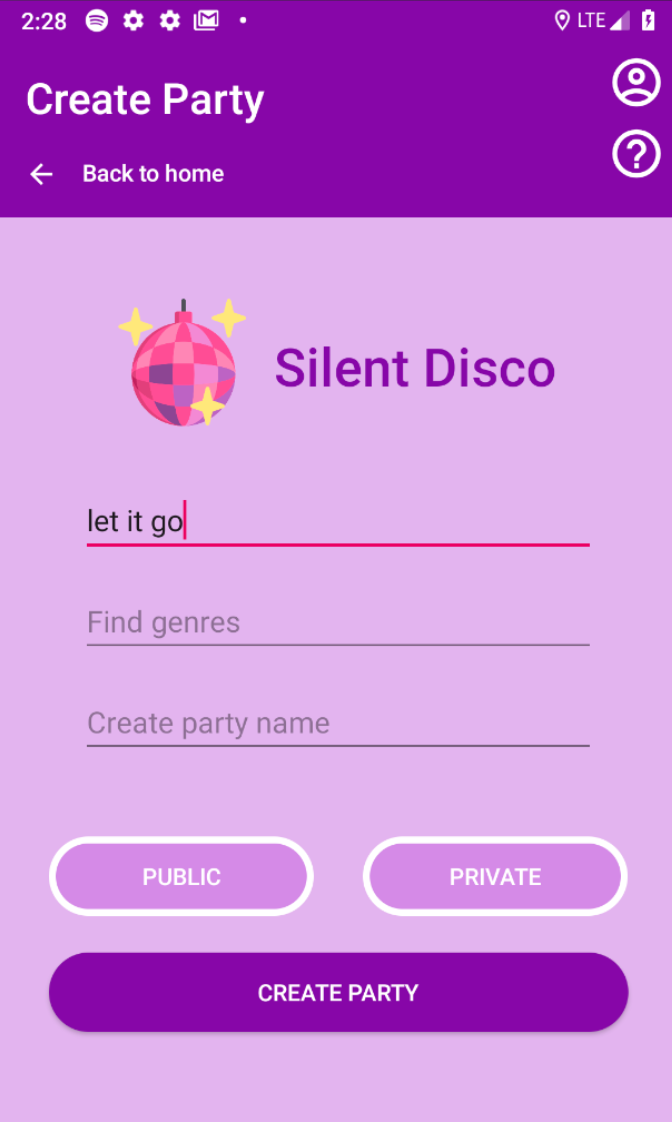 2:28 LTE
Create Party
Back to home
Silent Disco
let it go
Find genres
Create party name
PUBLIC PRIVATE
CREATE PARTY